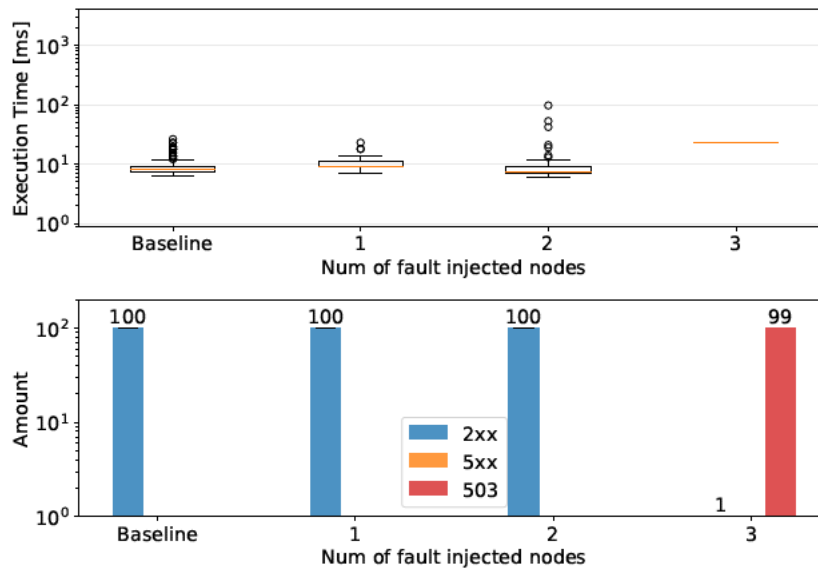 Execution Time [ms]
10³
10²
10¹
10⁰
Baseline 1 2 3
Num of fault injected nodes
Amount
10²
10¹
10⁰
100 100 100 99
1
2xx
5xx
503
Baseline 1 2 3
Num of fault injected nodes